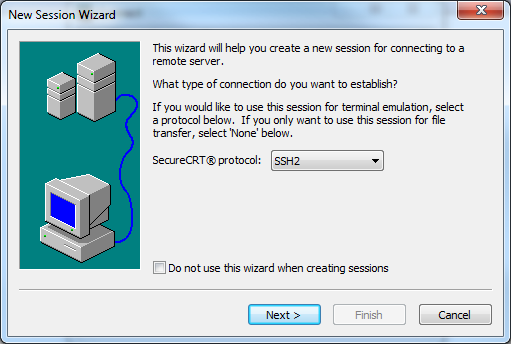 New Session Wizard
This wizard will help you create a new session for connecting to a
remote server.
What type of connection do you want to establish?
If you would like to use this session for terminal emulation, select
a protocol below.  If you only want to use this session for file
transfer, select 'None' below.
SecureCRT® protocol: SSH2
Do not use this wizard when creating sessions
Next > Finish Cancel